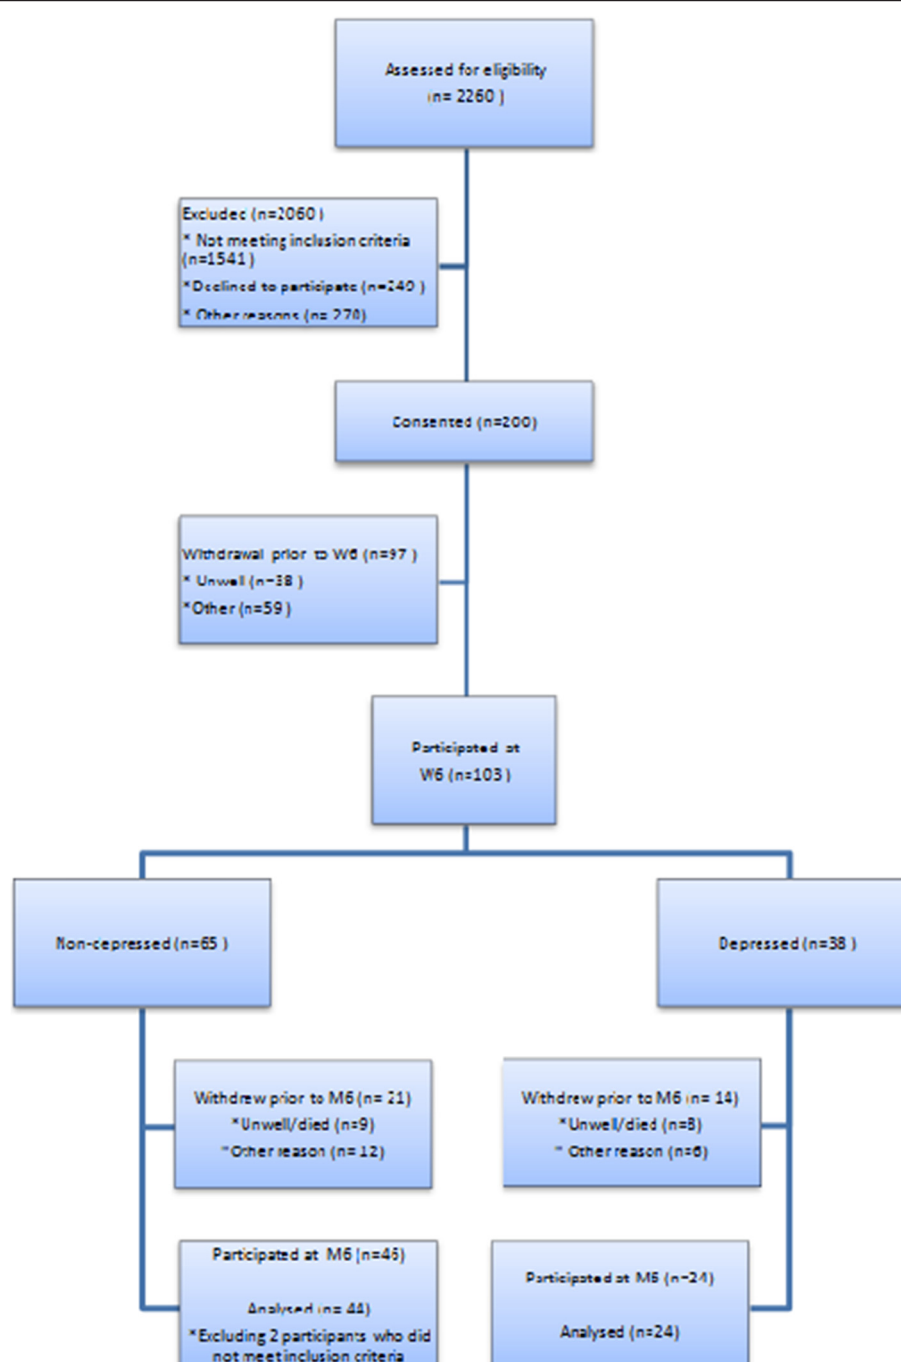 Assessed for eligibility
(n= 2260 )
Excluded (n=2060 )
* Not meeting inclusion criteria
(n=1541 )
*Declined to participate (n=249 )
* Other reasons (n= 270)
Consented (n=200)
Withdrawal prior to W6 (n=97 )
* Unwell (n=38 )
*Other (n=59 )
Participated at
W6 (n=103 )
Non-depressed (n=65 )
Depressed (n=38 )
Withdrew prior to M6 (n= 21)
*Unwell/died (n=9)
*Other reason (n= 12)
Withdrew prior to M6 (n= 14)
*Unwell/died (n=8)
* Other reason (n=6)
Participated at M6 (n=46)
Analysed (n= 44)
*Excluding 2 participants who did
not meet inclusion criteria
Participated at M6 (n=24)
Analysed (n=24)